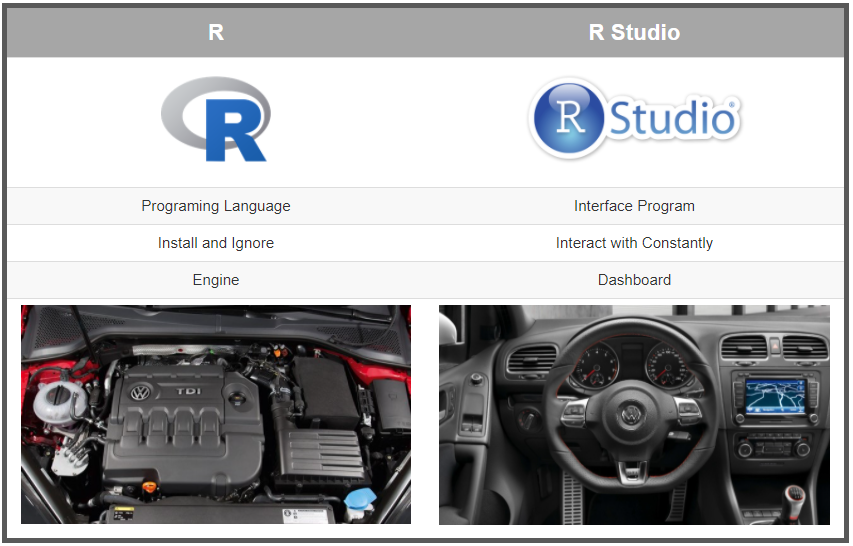 R
R Studio
R
R Studio®
Programing Language
Interface Program
Install and Ignore
Interact with Constantly
Engine
Dashboard
TDI